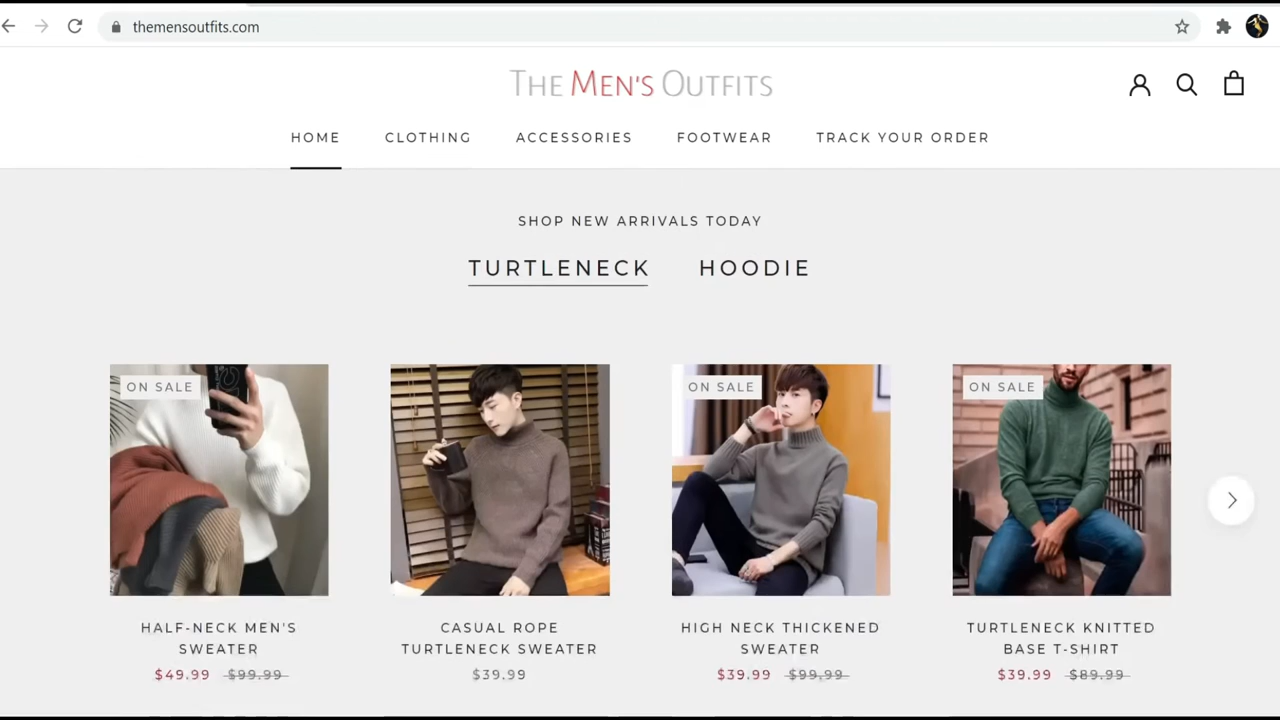 themensoutfits.com
THE MEN'S OUTFITS
HOME CLOTHING ACCESSORIES FOOTWEAR TRACK YOUR ORDER
SHOP NEW ARRIVALS TODAY
TURTLENECK HOODIE
ON SALE
ON SALE
ON SALE
HALF-NECK MEN'S
SWEATER
$49.99 $99.99
CASUAL ROPE
TURTLENECK SWEATER
$39.99
HIGH NECK THICKENED
SWEATER
$39.99 $99.99
TURTLENECK KNITTED
BASE T-SHIRT
$39.99 $89.99